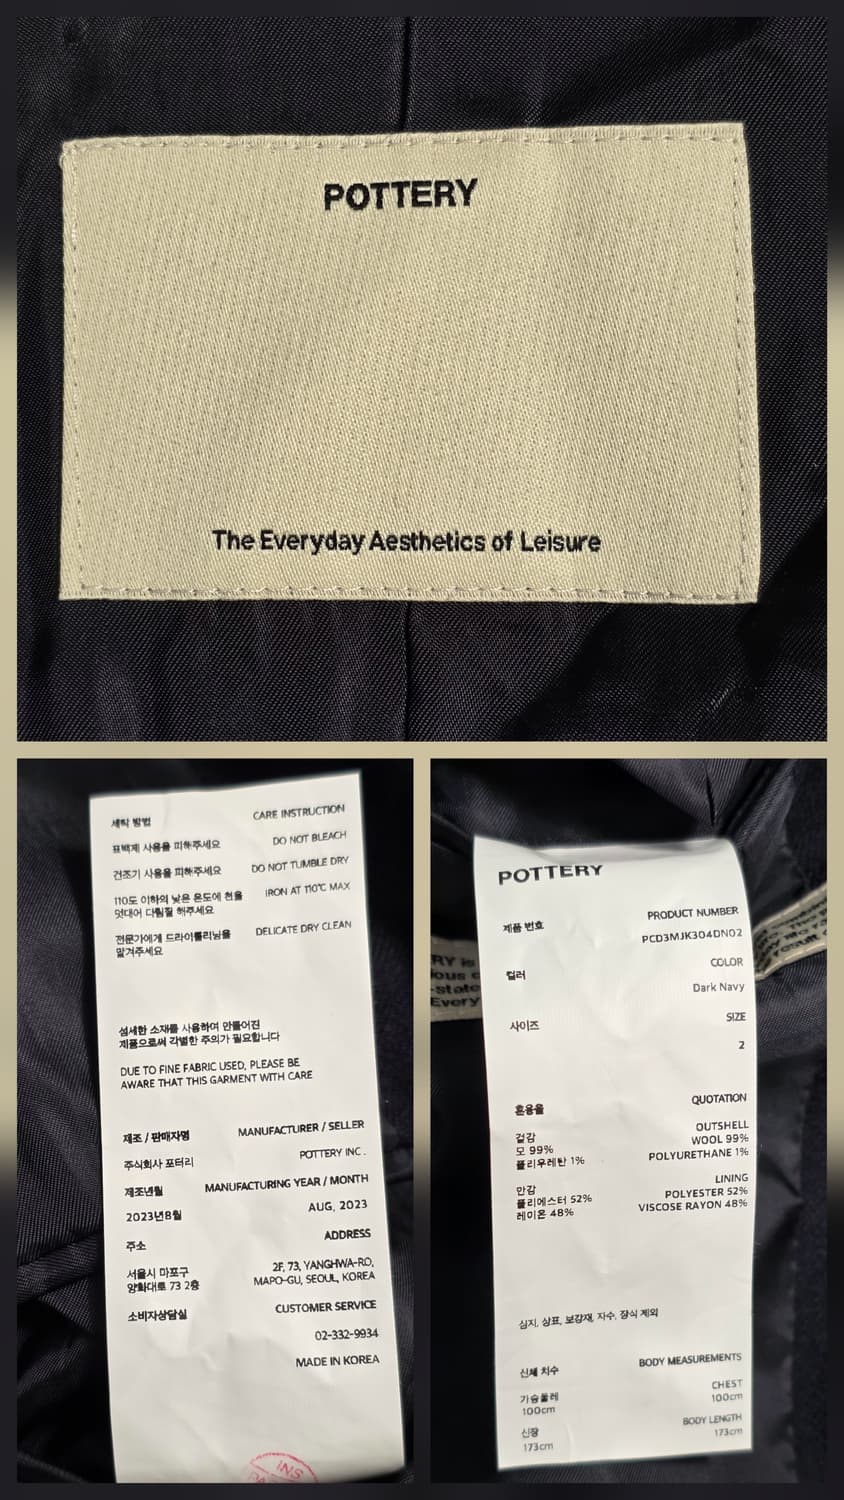 POTTERY
The Everyday Aesthetics of Leisure
세탁 방법 CARE INSTRUCTION
표백제 사용을 피해주세요 DO NOT BLEACH
건조기 사용을 피해주세요 DO NOT TUMBLE DRY
110도 이하의 낮은 온도에 천을 IRON AT 110℃ MAX
덧대어 다림질 해주세요
전문가에게 드라이클리닝을 DELICATE DRY CLEAN
맡겨주세요
섬세한 소재를 사용하여 만들어진
제품으로써 각별한 주의가 필요합니다
DUE TO FINE FABRIC USED, PLEASE BE
AWARE THAT THIS GARMENT WITH CARE
제조 / 판매자명 MANUFACTURER / SELLER
주식회사 포터리 POTTERY INC.
제조년월 MANUFACTURING YEAR / MONTH
2023년8월 AUG, 2023
주소 ADDRESS
서울시 마포구 2F, 73, YANGHWA-RO,
양화대로 73 2층 MAPO-GU, SEOUL, KOREA
소비자상담실 CUSTOMER SERVICE
02-332-9934
MADE IN KOREA
INS
POTTERY
제품 번호 PRODUCT NUMBER
PCD3MJK304DN02
컬러 COLOR
Dark Navy
사이즈 SIZE
2
혼용율 QUOTATION
겉감 OUTSHELL
모 99% WOOL 99%
폴리우레탄 1% POLYURETHANE 1%
안감 LINING
폴리에스터 52% POLYESTER 52%
레이온 48% VISCOSE RAYON 48%
심지, 상표, 보강재, 자수, 장식 제외
신체 치수 BODY MEASUREMENTS
가슴둘레 CHEST
100cm 100cm
신장 BODY LENGTH
173cm 173cm
RY is
ious
-state
Every
result